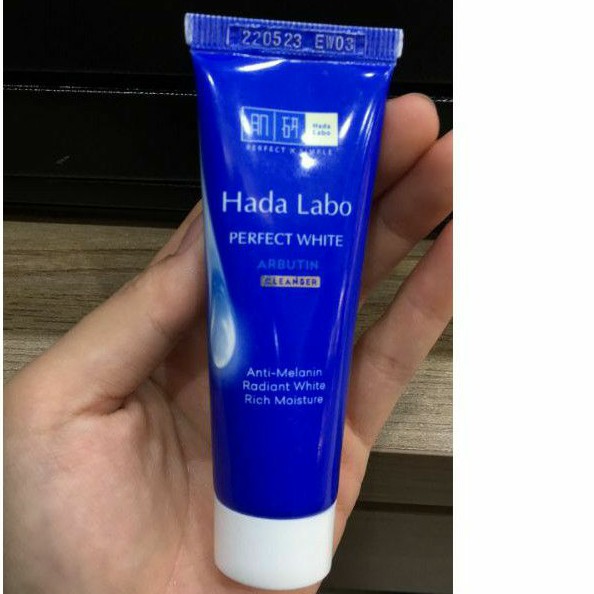 220523 EW03
肌 研
Hada
Labo
PERFECT × SIMPLE
Hada Labo
PERFECT WHITE
ARBUTIN
CLEANSER
Anti-Melanin
Radiant White
Rich Moisture